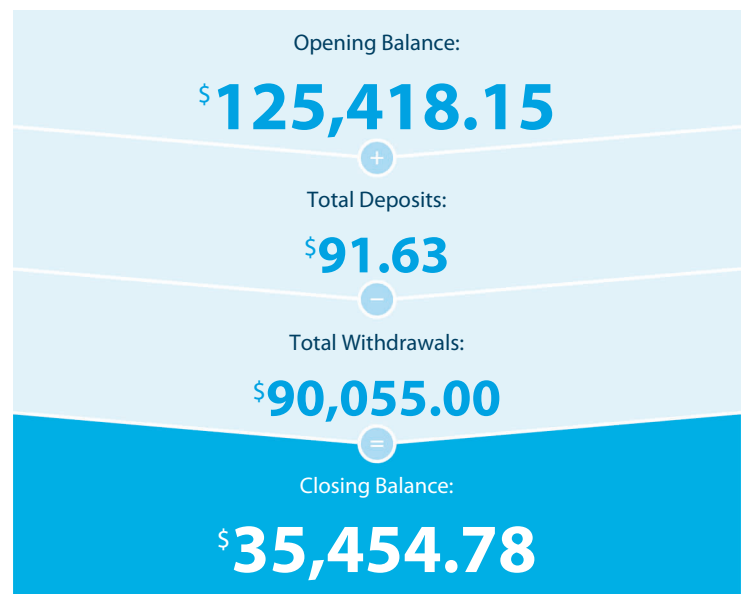 Opening Balance:
$125,418.15
+
Total Deposits:
$91.63
−
Total Withdrawals:
$90,055.00
=
Closing Balance:
$35,454.78